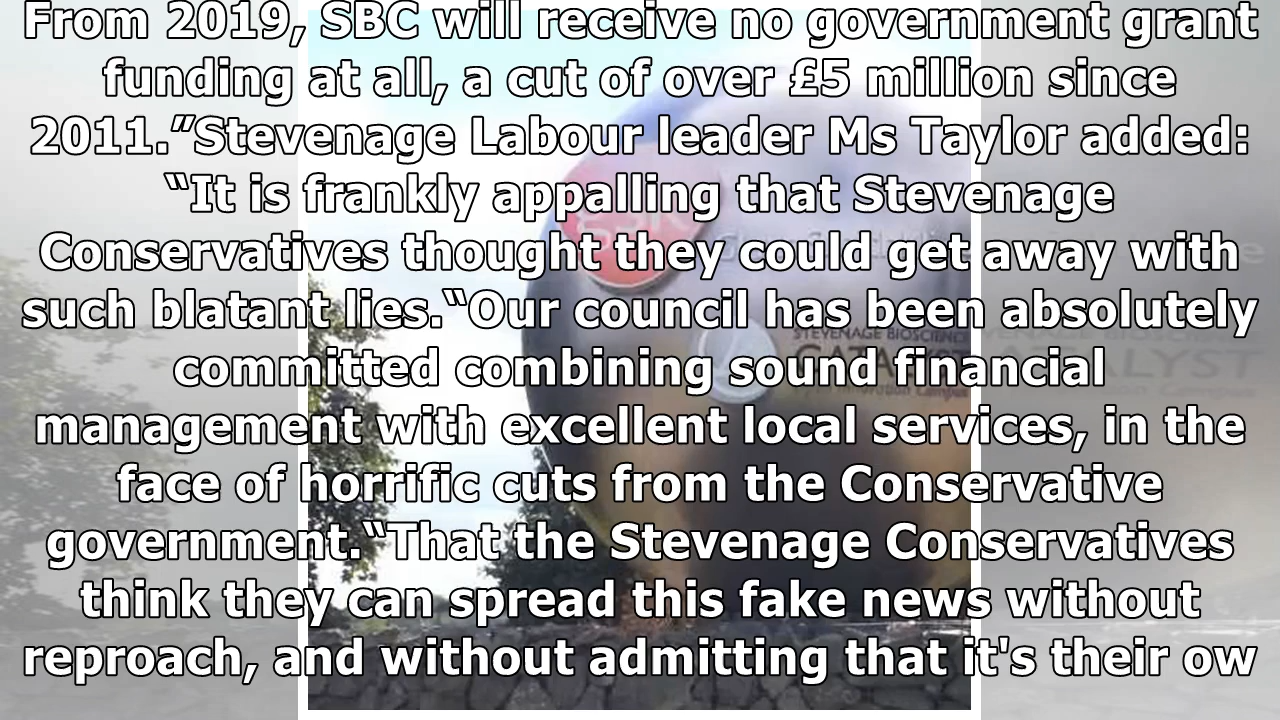 From 2019, SBC will receive no government grant
funding at all, a cut of over £5 million since
2011.”Stevenage Labour leader Ms Taylor added:
“It is frankly appalling that Stevenage
Conservatives thought they could get away with
such blatant lies.“Our council has been absolutely
committed combining sound financial
management with excellent local services, in the
face of horrific cuts from the Conservative
government.“That the Stevenage Conservatives
think they can spread this fake news without
reproach, and without admitting that it's their ow
STEVENAGE BIOSCIENCE
CATALYST